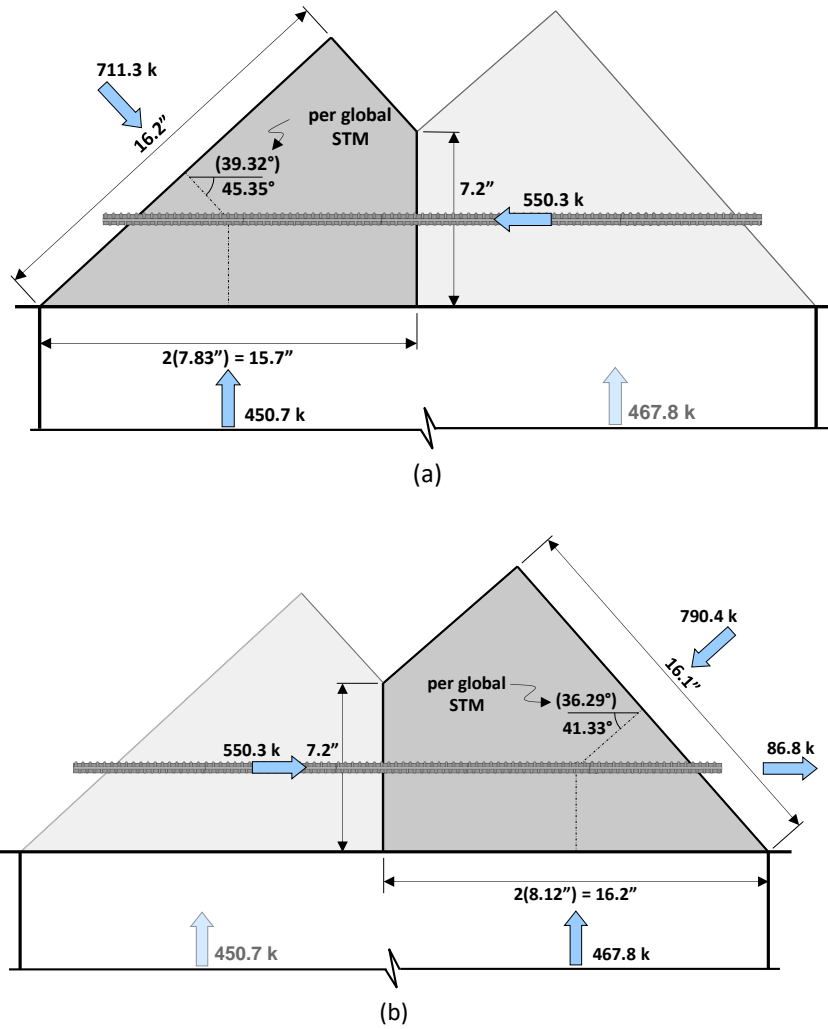 711.3 k
16.2”
per global
STM
(39.32°)
45.35°
7.2”
550.3 k
2(7.83”) = 15.7”
450.7 k
467.8 k
(a)
790.4 k
16.1”
per global
STM
(36.29°)
41.33°
550.3 k
7.2”
86.8 k
2(8.12”) = 16.2”
450.7 k
467.8 k
(b)